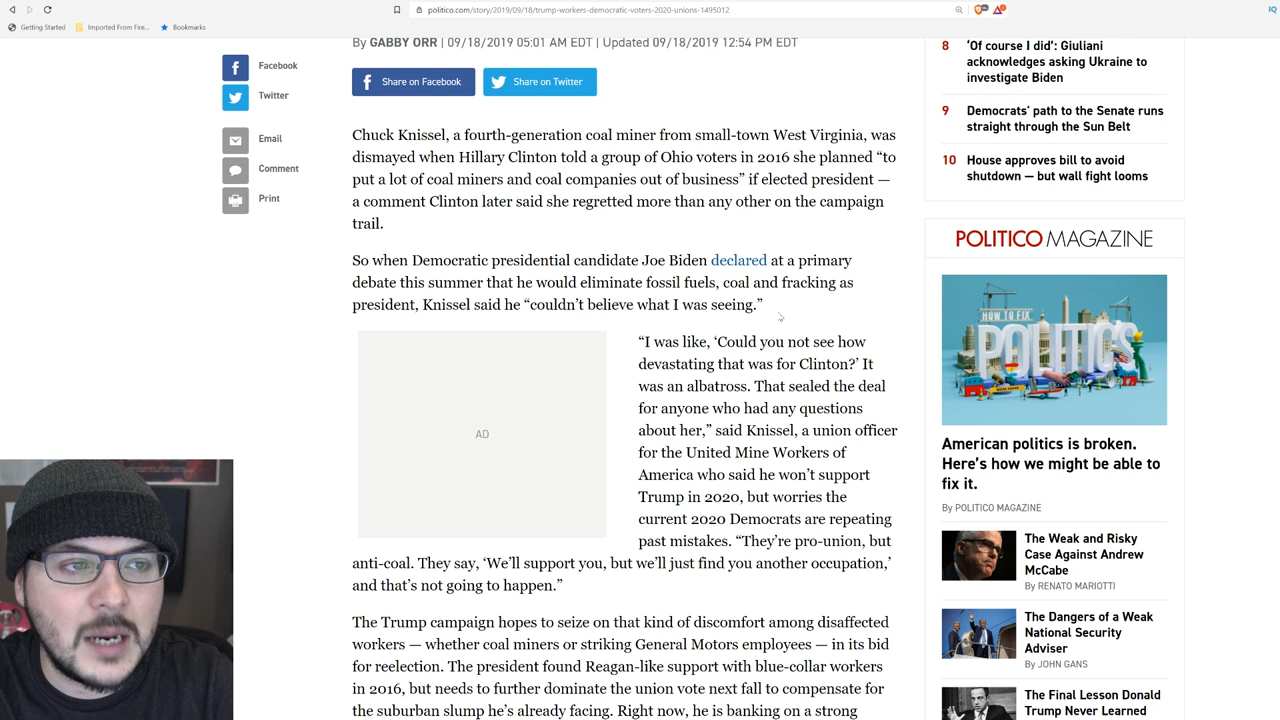 politico.com/story/2019/09/18/trump-workers-democratic-voters-2020-unions-1495012
Getting Started
Imported From Fire...
Bookmarks
By GABBY ORR | 09/18/2019 05:01 AM EDT | Updated 09/18/2019 12:54 PM EDT
Facebook
Twitter
Email
Comment
Print
Share on Facebook
Share on Twitter
Chuck Knissel, a fourth-generation coal miner from small-town West Virginia, was
dismayed when Hillary Clinton told a group of Ohio voters in 2016 she planned “to
put a lot of coal miners and coal companies out of business” if elected president —
a comment Clinton later said she regretted more than any other on the campaign
trail.
So when Democratic presidential candidate Joe Biden declared at a primary
debate this summer that he would eliminate fossil fuels, coal and fracking as
president, Knissel said he “couldn’t believe what I was seeing.”
AD
“I was like, ‘Could you not see how
devastating that was for Clinton?’ It
was an albatross. That sealed the deal
for anyone who had any questions
about her,” said Knissel, a union officer
for the United Mine Workers of
America who said he won’t support
Trump in 2020, but worries the
current 2020 Democrats are repeating
past mistakes. “They’re pro-union, but
anti-coal. They say, ‘We’ll support you, but we’ll just find you another occupation,’
and that’s not going to happen.”
The Trump campaign hopes to seize on that kind of discomfort among disaffected
workers — whether coal miners or striking General Motors employees — in its bid
for reelection. The president found Reagan-like support with blue-collar workers
in 2016, but needs to further dominate the union vote next fall to compensate for
the suburban slump he’s already facing. Right now, he is banking on a strong
8 ‘Of course I did’: Giuliani
acknowledges asking Ukraine to
investigate Biden
9 Democrats' path to the Senate runs
straight through the Sun Belt
10 House approves bill to avoid
shutdown — but wall fight looms
POLITICO MAGAZINE
HOW TO FIX
POLITICS
American politics is broken.
Here’s how we might be able to
fix it.
By POLITICO MAGAZINE
The Weak and Risky
Case Against Andrew
McCabe
By RENATO MARIOTTI
The Dangers of a Weak
National Security
Adviser
By JOHN GANS
The Final Lesson Donald
Trump Never Learned